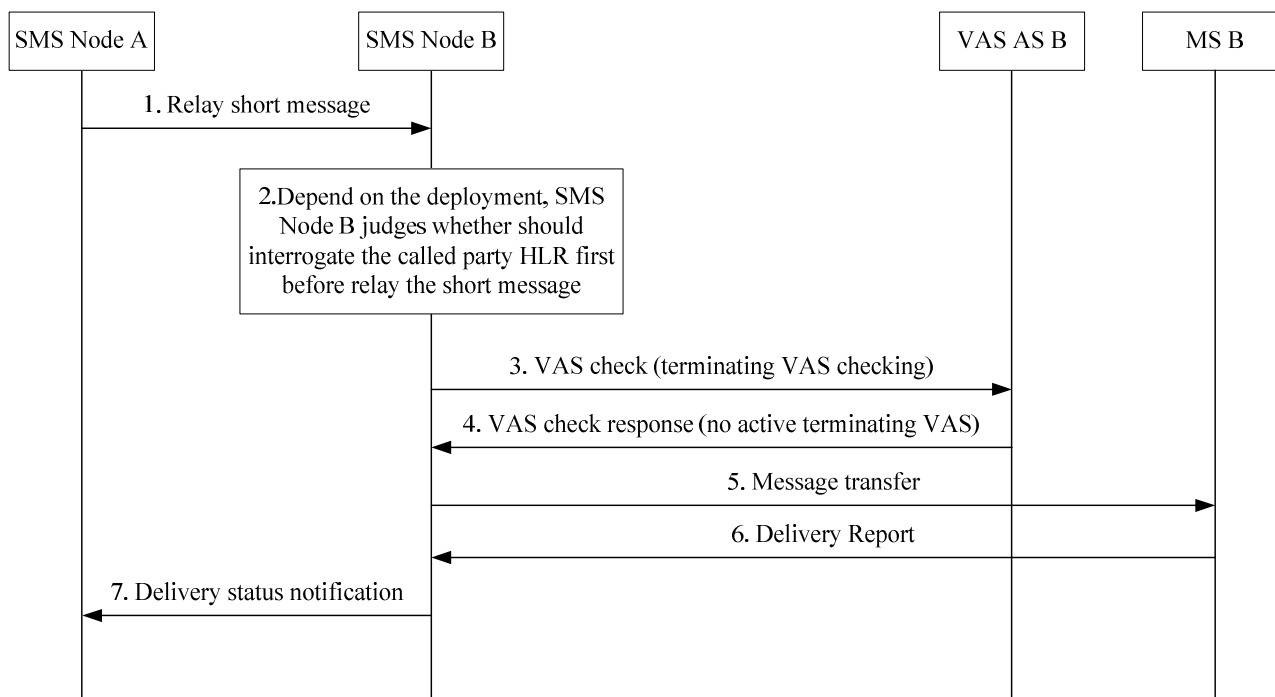 SMS Node A
SMS Node B
VAS AS B
MS B
1. Relay short message
2.Depend on the deployment, SMS
Node B judges whether should
interrogate the called party HLR first
before relay the short message
3. VAS check (terminating VAS checking)
4. VAS check response (no active terminating VAS)
5. Message transfer
6. Delivery Report
7. Delivery status notification